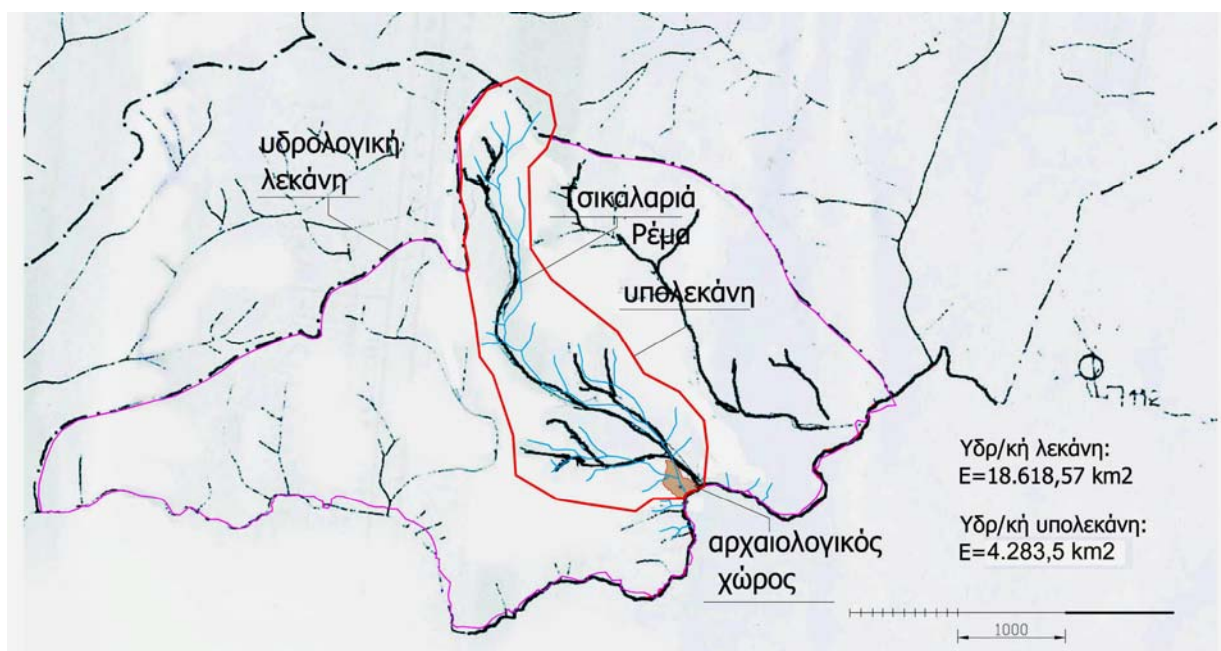 υδρολογική
λεκάνη
Τσικαλαριά
Ρέμα
υπολεκάνη
112
Υδρ/κή λεκάνη:
E=18.618,57 km2
Υδρ/κή υπολεκάνη:
E=4.283,5 km2
αρχαιολογικός
χώρος
1000